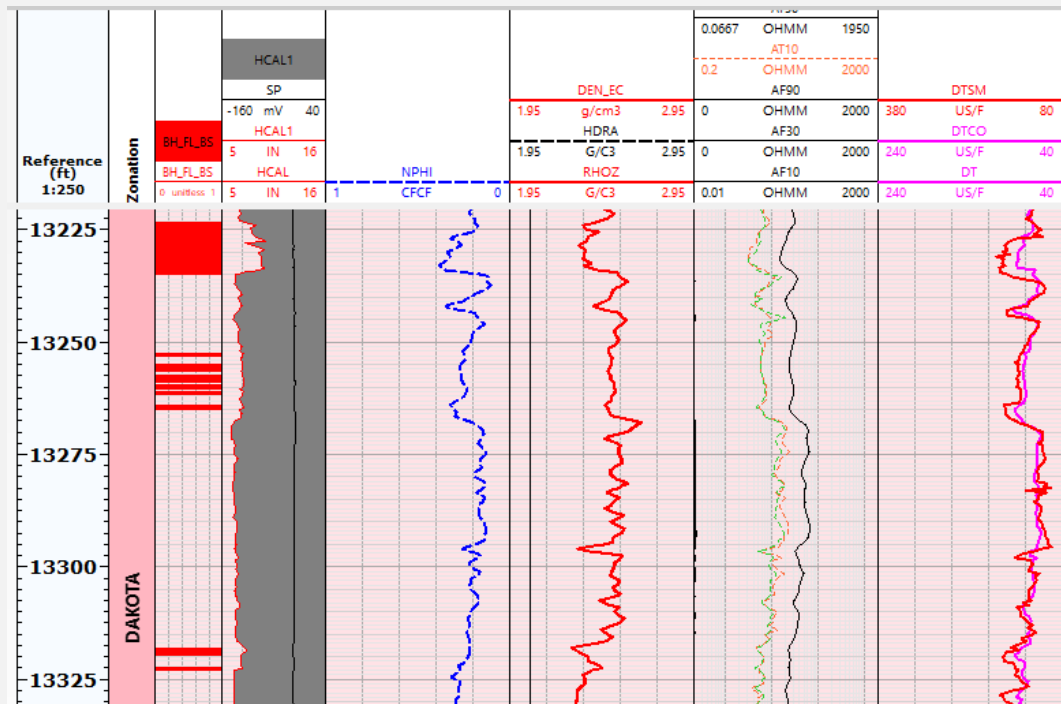 Reference
(ft)
1:250
Zonation
BH_FL_BS
BH_FL_BS
0 unitless 1
HCAL1
SP
-160 mV 40
HCAL1
5 IN 16
HCAL
5 IN 16
NPHI
1 CFCF 0
DEN_EC
1.95 g/cm3 2.95
HDRA
1.95 G/C3 2.95
RHOZ
1.95 G/C3 2.95
0.0667 OHMM 1950
AT10
0.2 OHMM 2000
AF90
0 OHMM 2000
AF30
0 OHMM 2000
AF10
0.01 OHMM 2000
DTSM
380 US/F 80
DTCO
240 US/F 40
DT
240 US/F 40
13225
13250
13275
13300
13325
DAKOTA